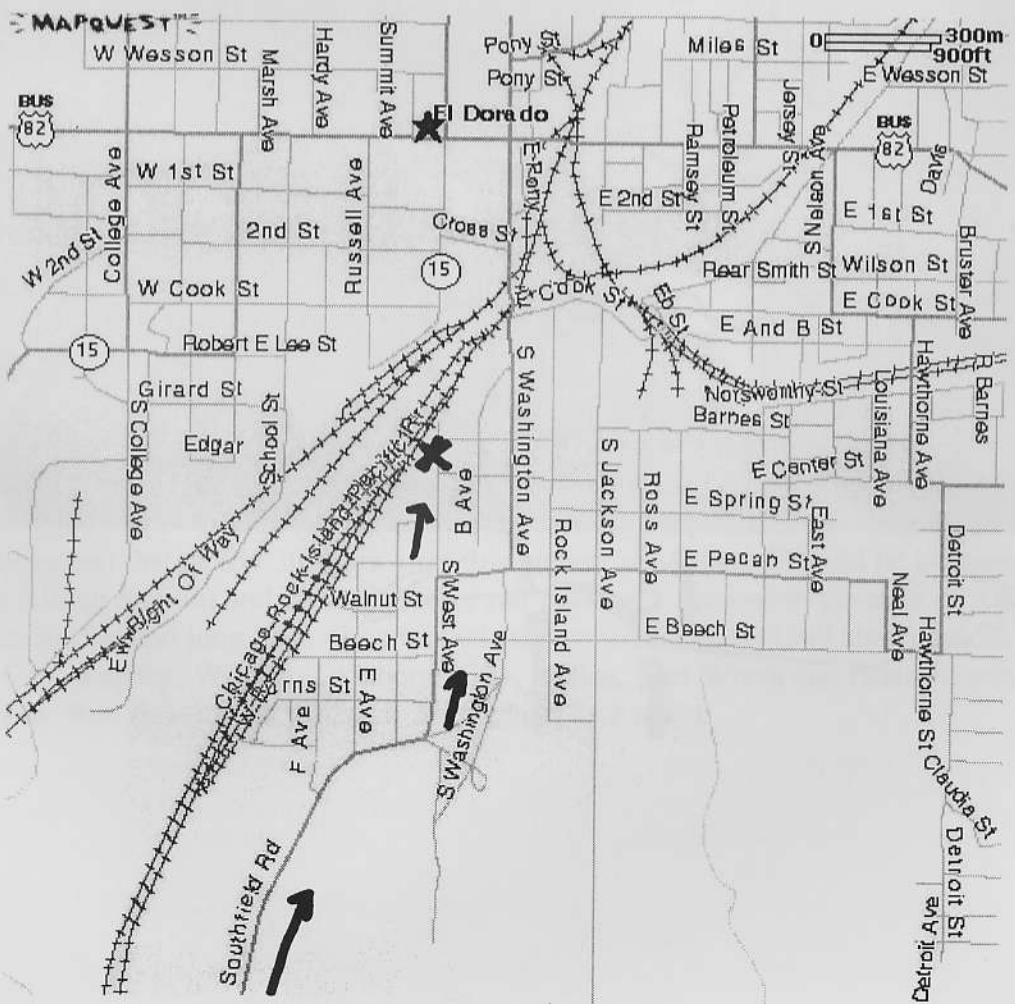 MAPQUEST
W Wesson St
Marsh Ave
Hardy Ave
Summit Ave
Pony St
Pony St
Miles St
0 300m
900ft
E Wesson St
BUS
82
El Dorado
E Rony
Ramsey St
Petroleum St
Jersey St
S Nelson Ave
BUS
82
Davis
College Ave
W 1st St
Russell Ave
E 2nd St
E 1st St
W 2nd St
2nd St
Cross St
Bruster Ave
15
W Cook St
Cook St
Eb St
Rear Smith St
Wilson St
E Cook St
E And B St
15
Robert E Lee St
Girard St
S College Ave
Edgar
S School St
S Washington Ave
Norsworthy St
Barnes St
Louisiana Ave
Hawthorne Ave
Barnes
Chicago Rock Island Pacific RR
B Ave
S Jackson Ave
Ross Ave
E Center St
E Spring St
East Ave
E Pecan St
Detroit St
Right Of Way
Walnut St
S West Ave
Rock Island Ave
Neal Ave
Beech St
E Beech St
Hawthorne St
rns St
E Ave
F Ave
S Washington Ave
Claudia St
Southfield Rd
Detroit St
Detroit Ave